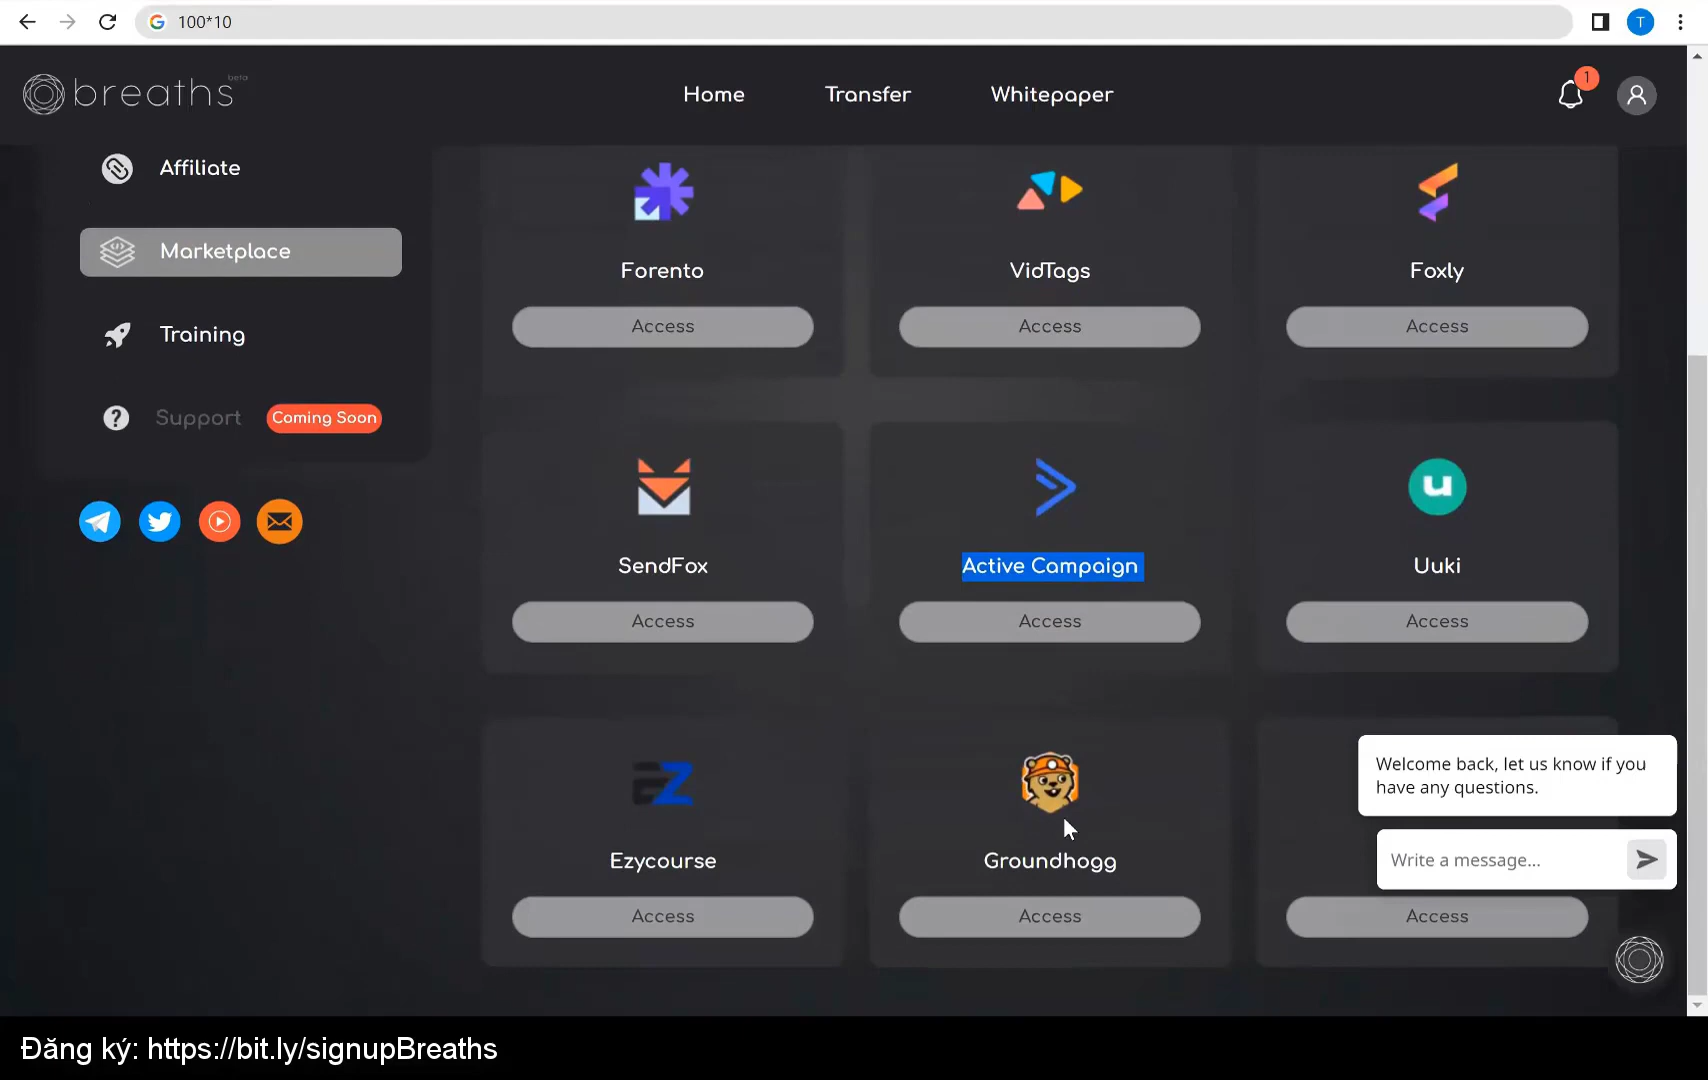 100*10
breaths beta
Home
Transfer
Whitepaper
1
T
Affiliate
Marketplace
Training
Support
Coming Soon
Forento
Access
VidTags
Access
Foxly
Access
SendFox
Access
Active Campaign
Access
Uuki
Access
Ezycourse
Access
Groundhogg
Access
Access
Welcome back, let us know if you
have any questions.
Write a message...
Đăng ký: https://bit.ly/signupBreaths